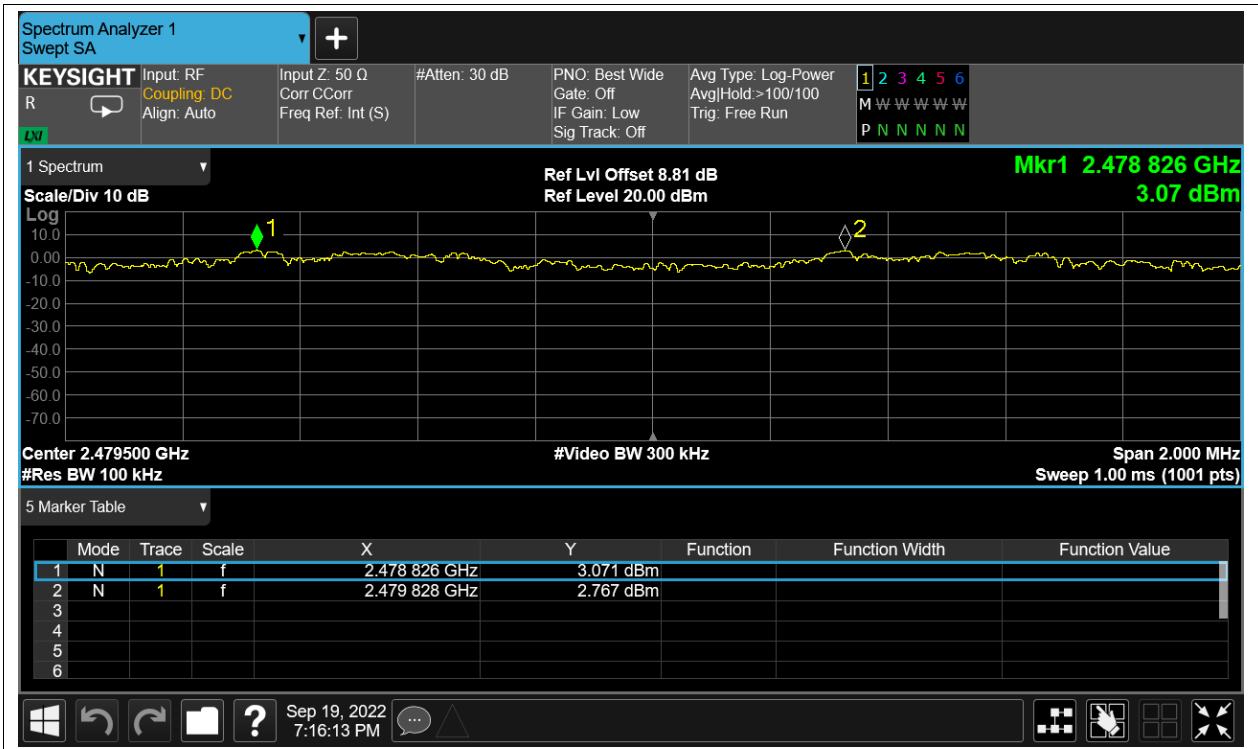 Spectrum Analyzer 1
Swept SA
KEYSIGHT Input: RF Input Z: 50 Ω #Atten: 30 dB PNO: Best Wide Avg Type: Log-Power 1 2 3 4 5 6
R Coupling: DC Corr CCorr Gate: Off Avg|Hold:>100/100 M W W W W W
Align: Auto Freq Ref: Int (S) IF Gain: Low Trig: Free Run
LXI Sig Track: Off P N N N N N
1 Spectrum Ref Lvl Offset 8.81 dB Mkr1 2.478 826 GHz
Scale/Div 10 dB Ref Level 20.00 dBm 3.07 dBm
Log
1 2
10.0
0.00
-10.0
-20.0
-30.0
-40.0
-50.0
-60.0
-70.0
Center 2.479500 GHz #Video BW 300 kHz Span 2.000 MHz
#Res BW 100 kHz Sweep 1.00 ms (1001 pts)
5 Marker Table
Mode Trace Scale X Y Function Function Width Function Value
1 N 1 f 2.478 826 GHz 3.071 dBm
2 N 1 f 2.479 828 GHz 2.767 dBm
3
4
5
6
? Sep 19, 2022
7:16:13 PM